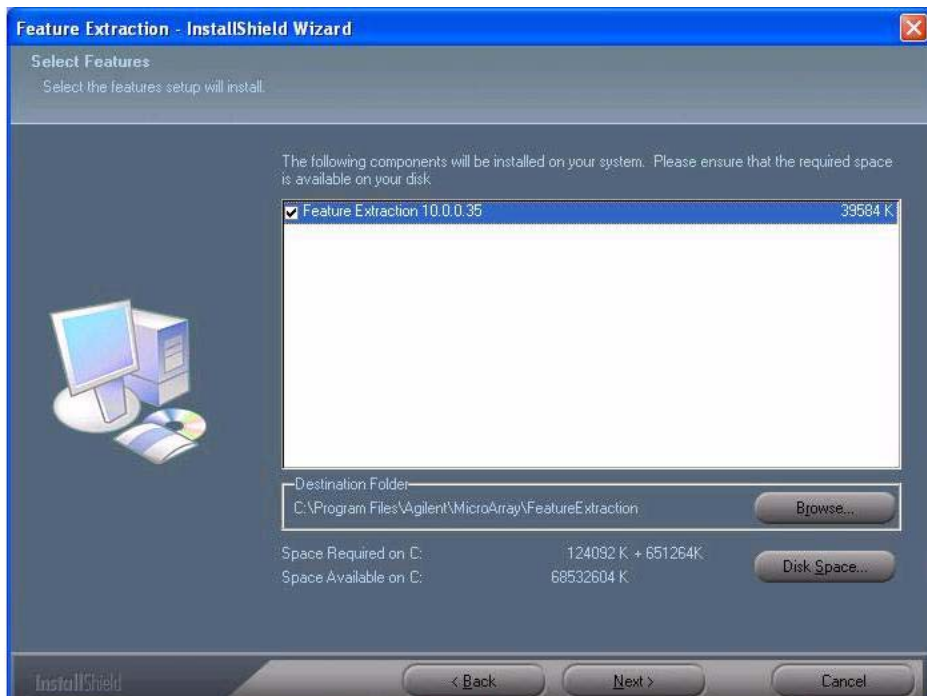 Feature Extraction - InstallShield Wizard
Select Features
Select the features setup will install.
The following components will be installed on your system. Please ensure that the required space
is available on your disk
Feature Extraction 10.0.0.35 39584 K
Destination Folder
C:\Program Files\Agilent\MicroArray\FeatureExtraction
Browse...
Space Required on C: 124092 K + 651264K
Space Available on C: 68532604 K
Disk Space...
InstallShield
< Back
Next >
Cancel